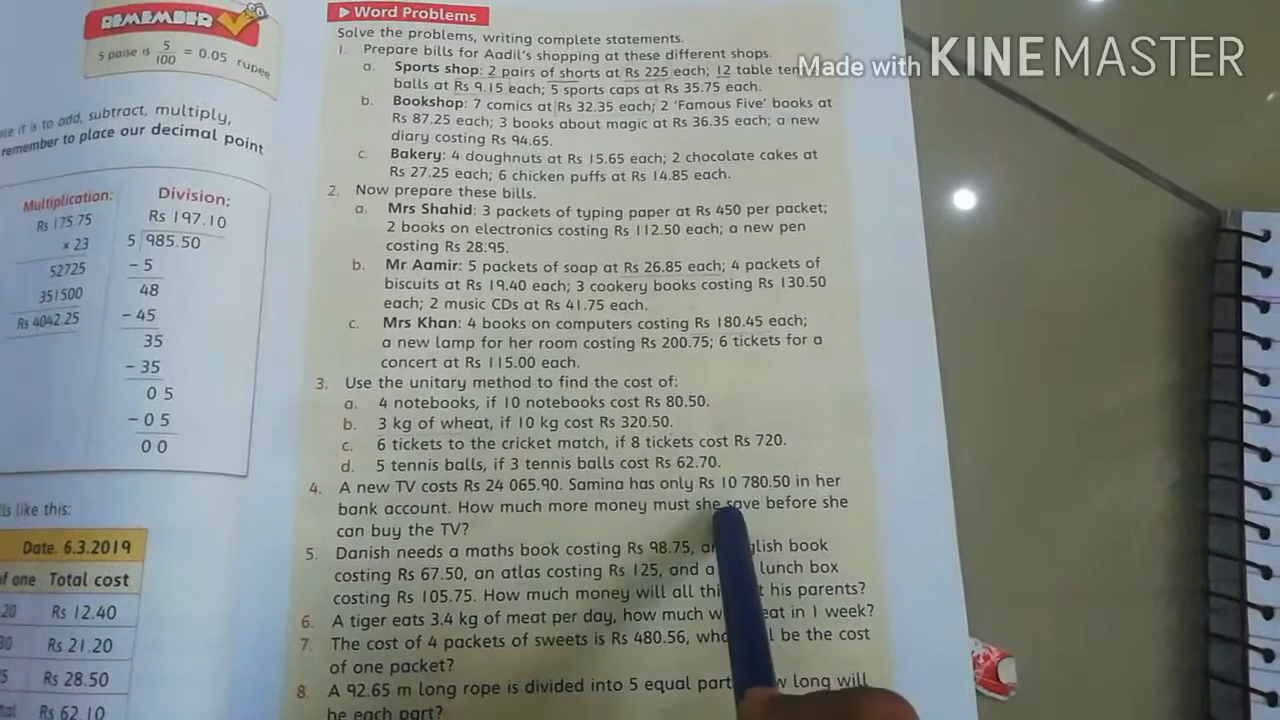 REMEMBER
5 paise is 5/100 = 0.05 rupee
it is to add, subtract, multiply,
remember to place our decimal point
Multiplication:
Rs 175.75
x 23
52725
351500
Rs 4042.25
Division:
Rs 197.10
5 985.50
- 5
48
- 45
35
- 35
0 5
- 0 5
0 0
like this:
Date. 6.3.2019
of one Total cost
20 Rs 12.40
Rs 21.20
Rs 28.50
Rs 62.10
Word Problems
Solve the problems, writing complete statements.
1. Prepare bills for Aadil's shopping at these different shops.
a. Sports shop: 2 pairs of shorts at Rs 225 each; 12 table
balls at Rs 9.15 each; 5 sports caps at Rs 35.75 each.
b. Bookshop: 7 comics at Rs 32.35 each; 2 'Famous Five' books at
Rs 87.25 each; 3 books about magic at Rs 36.35 each; a new
diary costing Rs 94.65.
c. Bakery: 4 doughnuts at Rs 15.65 each; 2 chocolate cakes at
Rs 27.25 each; 6 chicken puffs at Rs 14.85 each.
2. Now prepare these bills.
a. Mrs Shahid: 3 packets of typing paper at Rs 450 per packet;
2 books on electronics costing Rs 112.50 each; a new pen
costing Rs 28.95.
b. Mr Aamir: 5 packets of soap at Rs 26.85 each; 4 packets of
biscuits at Rs 19.40 each; 3 cookery books costing Rs 130.50
each; 2 music CDs at Rs 41.75 each.
c. Mrs Khan: 4 books on computers costing Rs 180.45 each;
a new lamp for her room costing Rs 200.75; 6 tickets for a
concert at Rs 115.00 each.
3. Use the unitary method to find the cost of:
a. 4 notebooks, if 10 notebooks cost Rs 80.50.
b. 3 kg of wheat, if 10 kg cost Rs 320.50.
c. 6 tickets to the cricket match, if 8 tickets cost Rs 720.
d. 5 tennis balls, if 3 tennis balls cost Rs 62.70.
4. A new TV costs Rs 24 065.90. Samina has only Rs 10 780.50 in her
bank account. How much more money must she save before she
can buy the TV?
5. Danish needs a maths book costing Rs 98.75, book
costing Rs 67.50, an atlas costing Rs 125, and a lunch box
costing Rs 105.75. How much money will all his parents?
6. A tiger eats 3.4 kg of meat per day, how much in 1 week?
7. The cost of 4 packets of sweets is Rs 480.56, be the cost
of one packet?
8. A 92.65 m long rope is divided into 5 equal long will
be each part?
Made with KINEMASTER